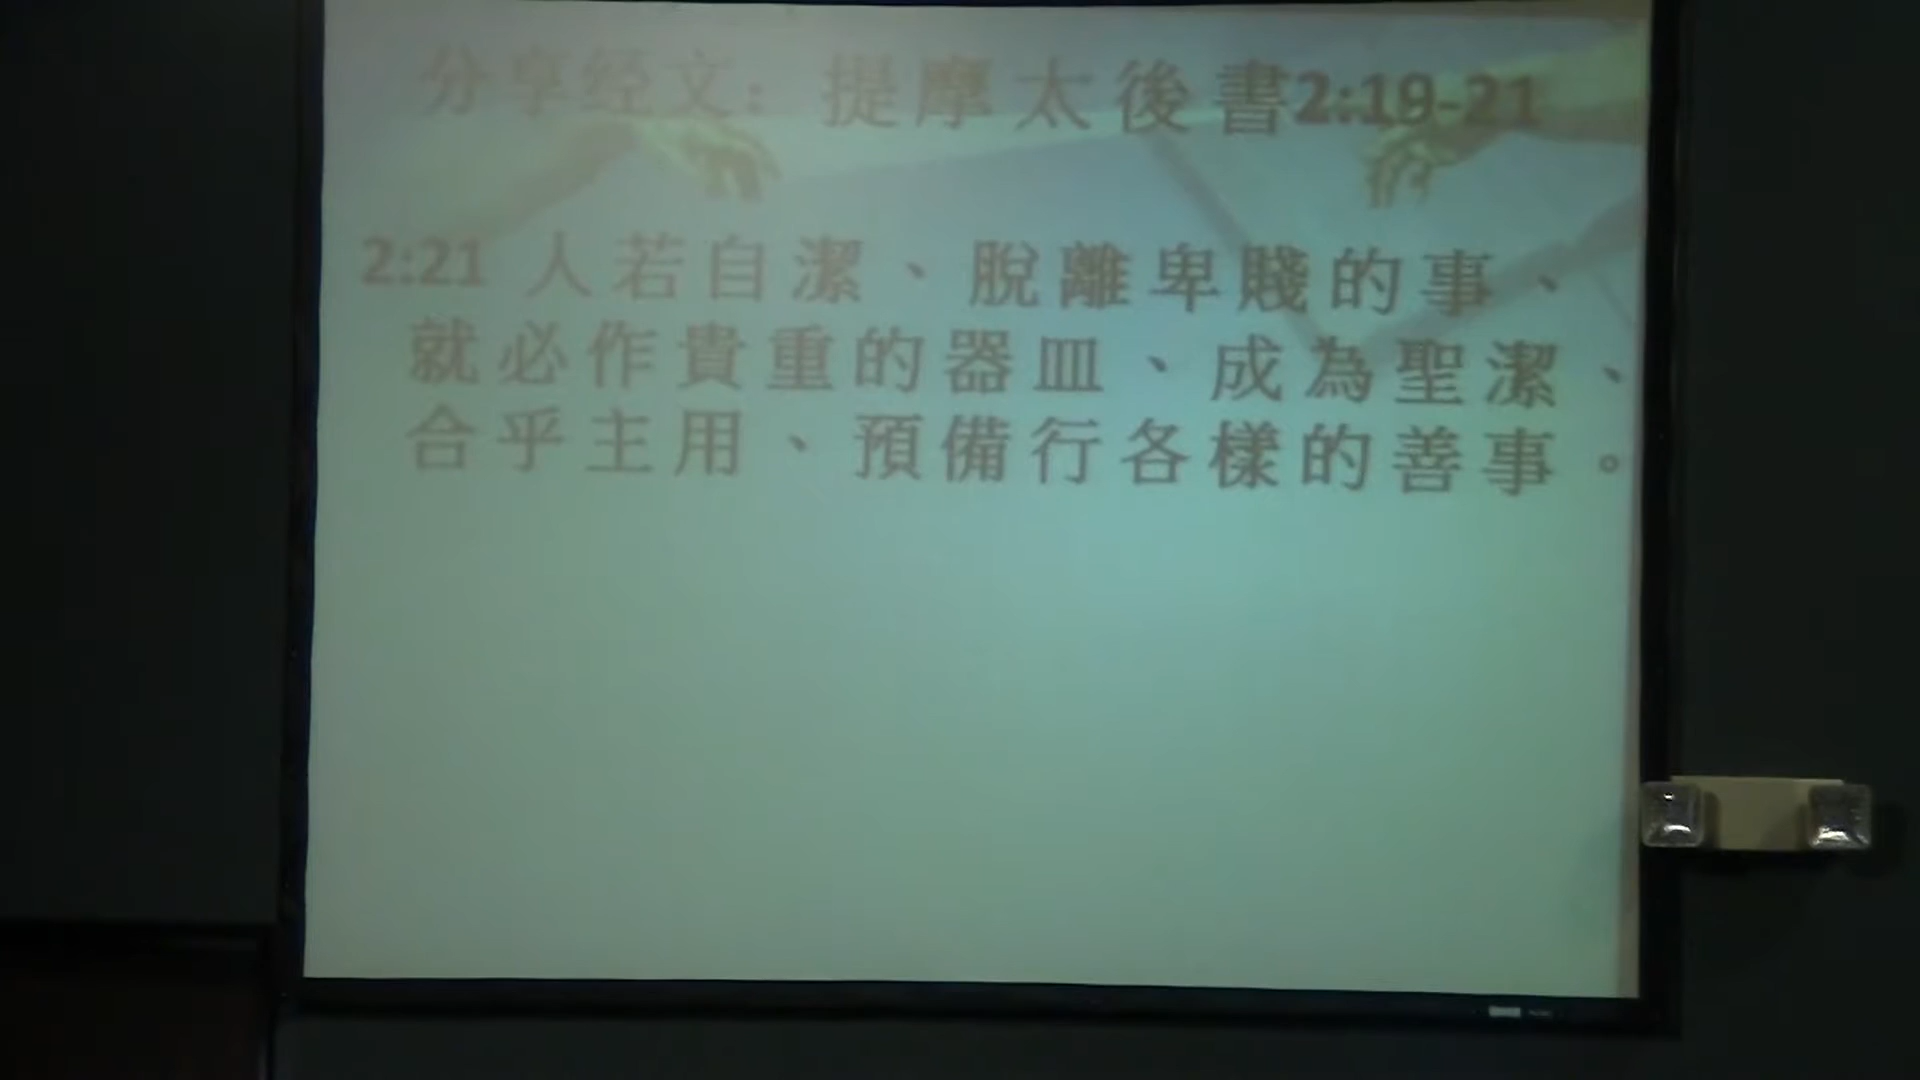 分享经文：提摩太後書2:19-21
2:21 人若自潔、脫離卑賤的事、
就必作貴重的器皿、成為聖潔、
合乎主用、預備行各樣的善事。